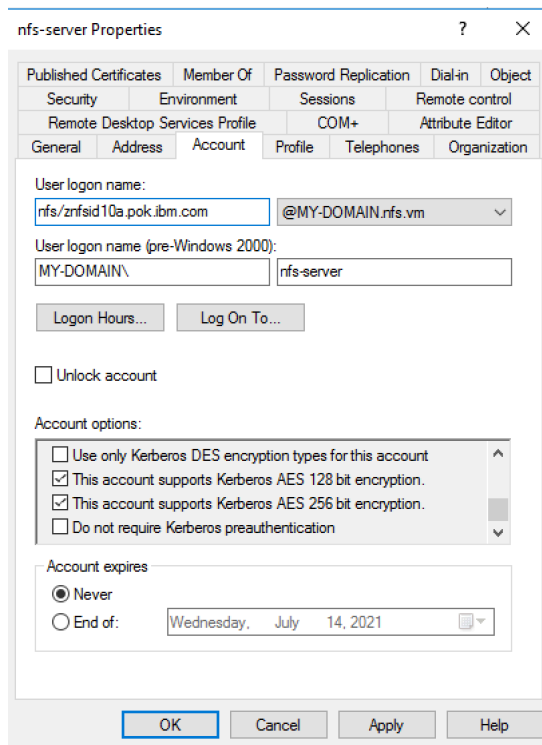 nfs-server Properties
?
Published Certificates Member Of Password Replication Dial-in Object
Security Environment Sessions Remote control
Remote Desktop Services Profile COM+ Attribute Editor
General Address Account Profile Telephones Organization
User logon name:
nfs/znfsid10a.pok.ibm.com @MY-DOMAIN.nfs.vm
User logon name (pre-Windows 2000):
MY-DOMAIN\ nfs-server
Logon Hours... Log On To...
Unlock account
Account options:
Use only Kerberos DES encryption types for this account
This account supports Kerberos AES 128 bit encryption.
This account supports Kerberos AES 256 bit encryption.
Do not require Kerberos preauthentication
Account expires
Never
End of: Wednesday, July 14, 2021
OK Cancel Apply Help